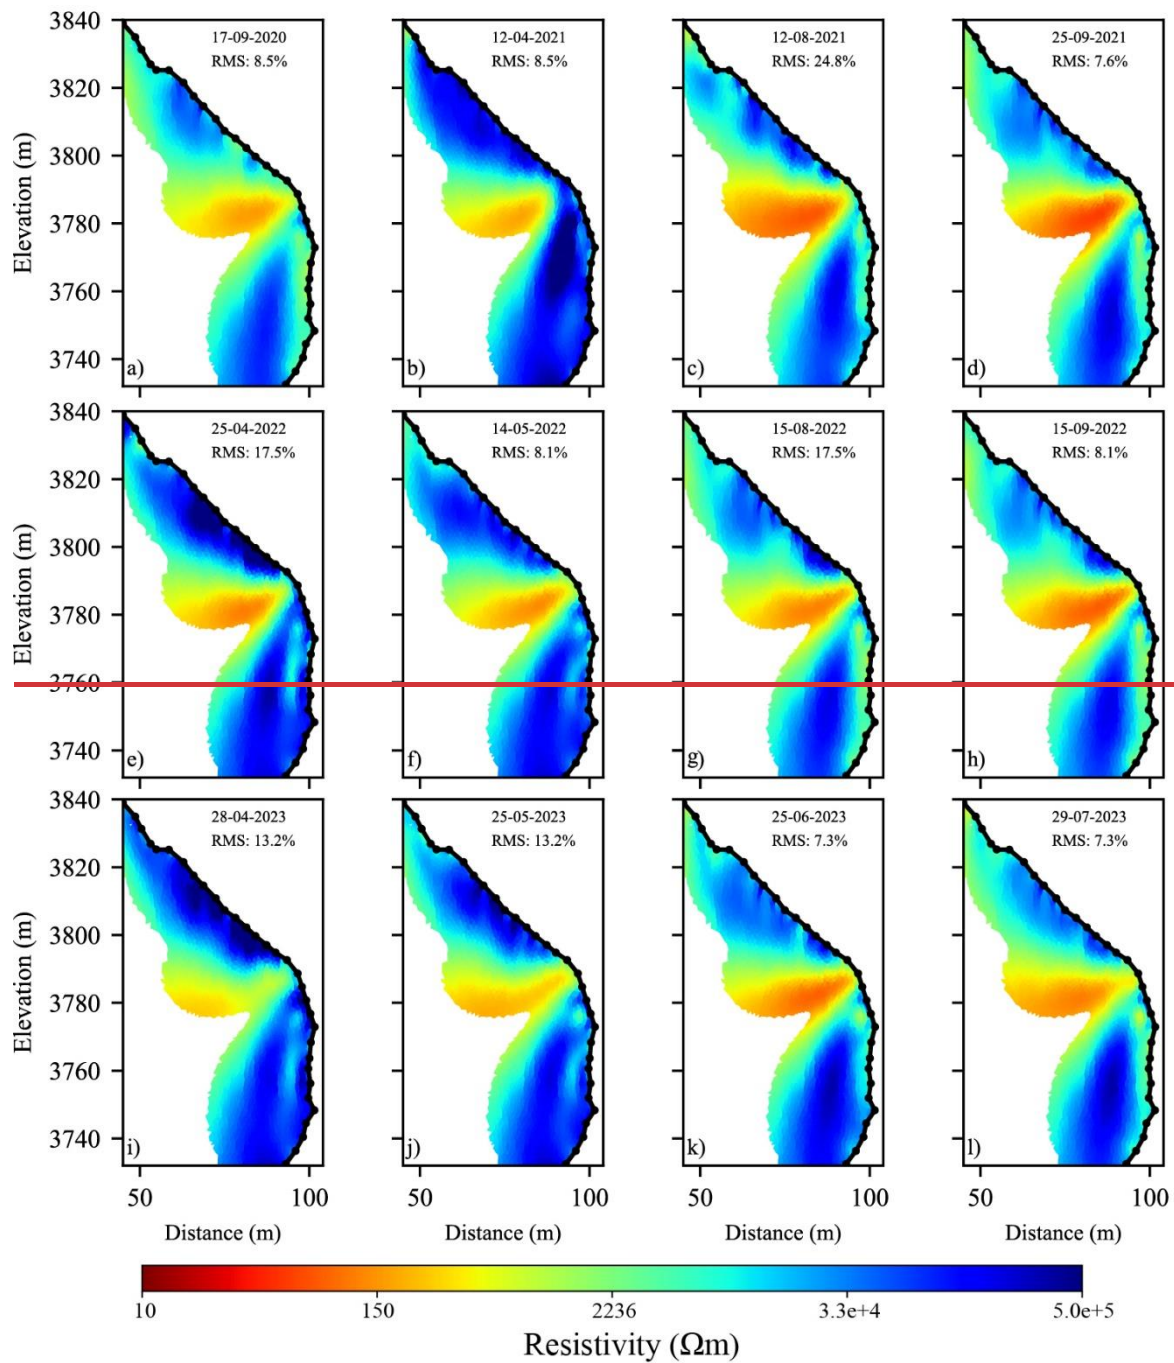 3840
3820
3800
3780
3760
3740
Elevation (m)
17-09-2020
RMS: 8.5%
a)
12-04-2021
RMS: 8.5%
b)
12-08-2021
RMS: 24.8%
c)
25-09-2021
RMS: 7.6%
d)
3840
3820
3800
3780
3760
3740
Elevation (m)
25-04-2022
RMS: 17.5%
e)
14-05-2022
RMS: 8.1%
f)
15-08-2022
RMS: 17.5%
g)
15-09-2022
RMS: 8.1%
h)
3840
3820
3800
3780
3760
3740
Elevation (m)
28-04-2023
RMS: 13.2%
i)
25-05-2023
RMS: 13.2%
j)
25-06-2023
RMS: 7.3%
k)
29-07-2023
RMS: 7.3%
l)
50 100 50 100 50 100 50 100
Distance (m) Distance (m) Distance (m) Distance (m)
10 150 2236 3.3e+4 5.0e+5
Resistivity (Ωm)